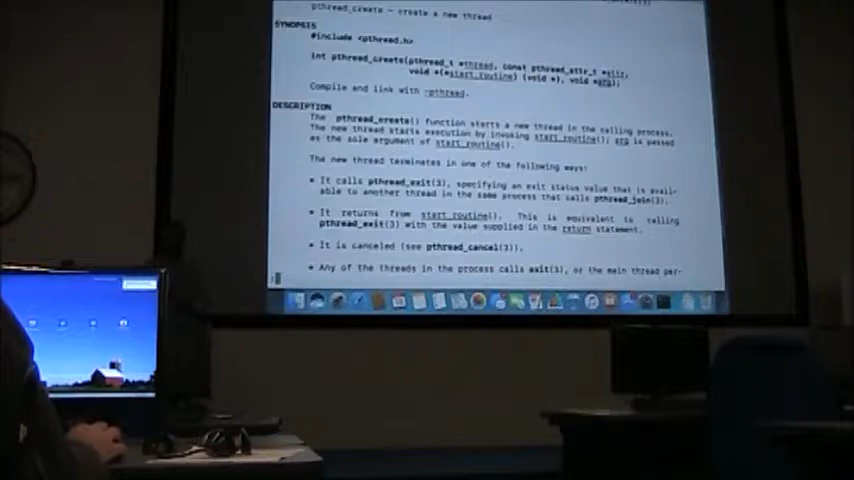 pthread_create – create a new thread
SYNOPSIS
#include <pthread.h>
int pthread_create(pthread_t *thread, const pthread_attr_t *attr,
void *(*start_routine) (void *), void *arg);
Compile and link with -pthread.
DESCRIPTION
The pthread_create() function starts a new thread in the calling process.
The new thread starts execution by invoking start_routine(); arg is passed
as the sole argument of start_routine().
The new thread terminates in one of the following ways:
* It calls pthread_exit(3), specifying an exit status value that is avail-
able to another thread in the same process that calls pthread_join(3).
* It returns from start_routine(). This is equivalent to calling
pthread_exit(3) with the value supplied in the return statement.
* It is canceled (see pthread_cancel(3)).
* Any of the threads in the process calls exit(3), or the main thread per-